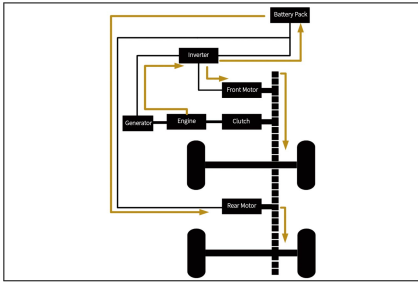 Battery Pack
Inverter
Front Motor
Generator
Engine
Clutch
Rear Motor